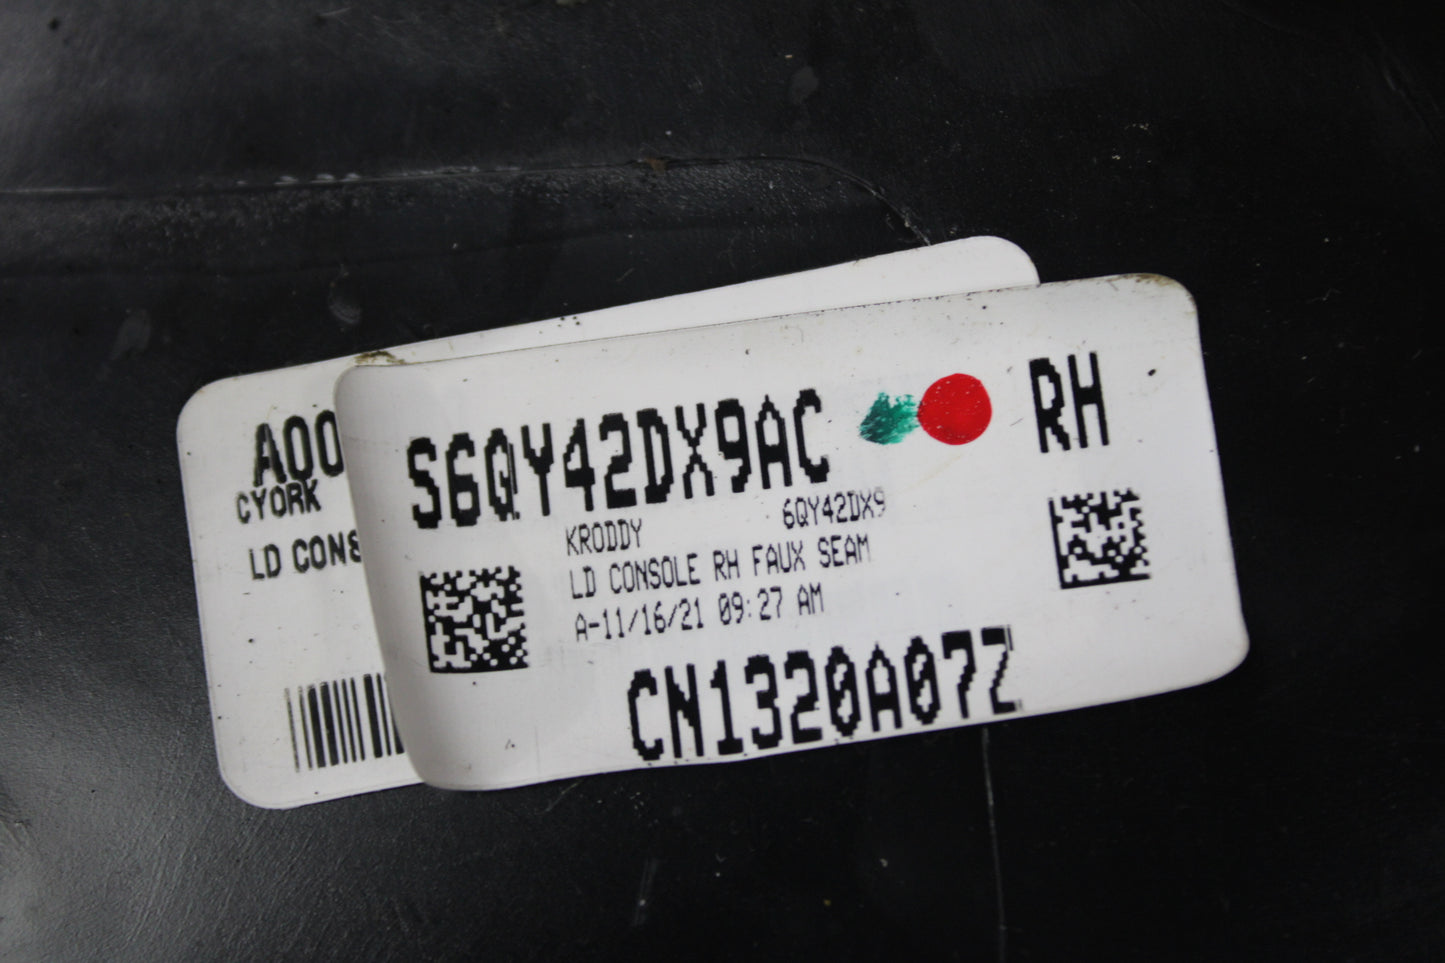 A00
CYORK
LD CONS
S6QY42DX9AC
RH
KRODDY 6QY42DX9
LD CONSOLE RH FAUX SEAM
A-11/16/21 09:27 AM
CN1320A07Z